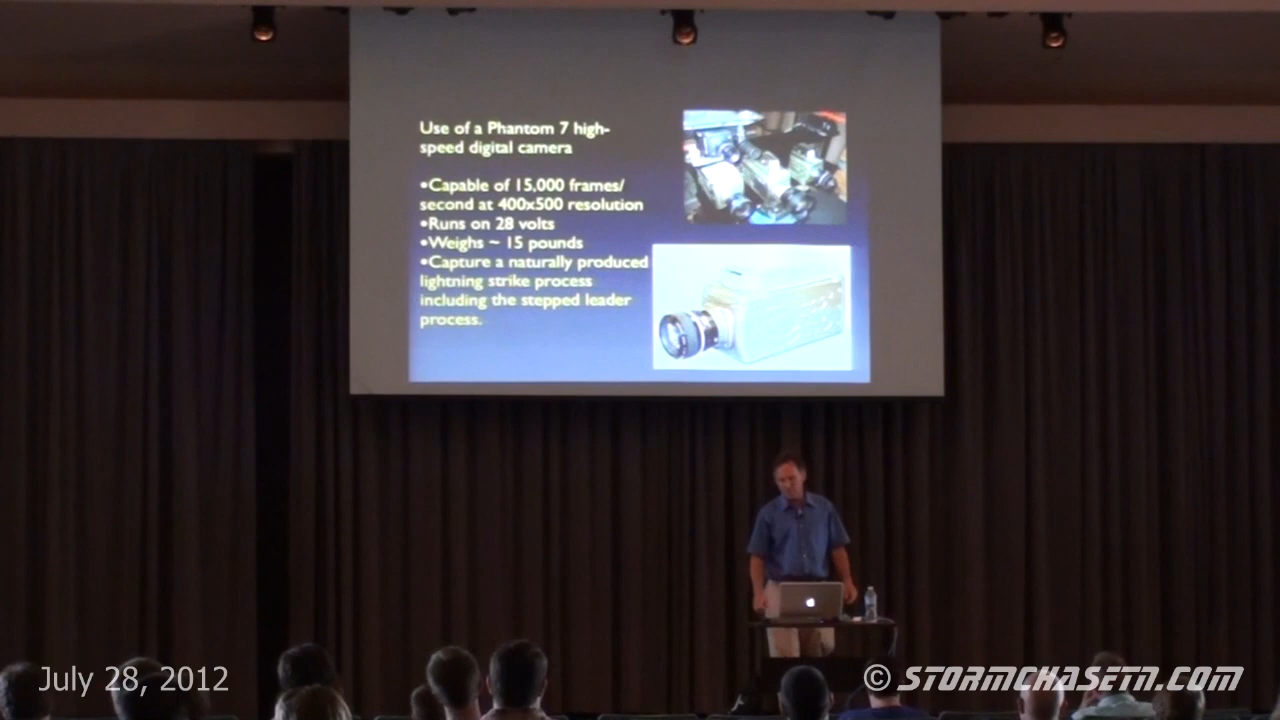 Use of a Phantom 7 high-
speed digital camera
•Capable of 15,000 frames/
second at 400x500 resolution
•Runs on 28 volts
•Weighs ~ 15 pounds
•Capture a naturally produced
lightning strike process
including the stepped leader
process.
July 28, 2012
© STORMCHASETN.COM